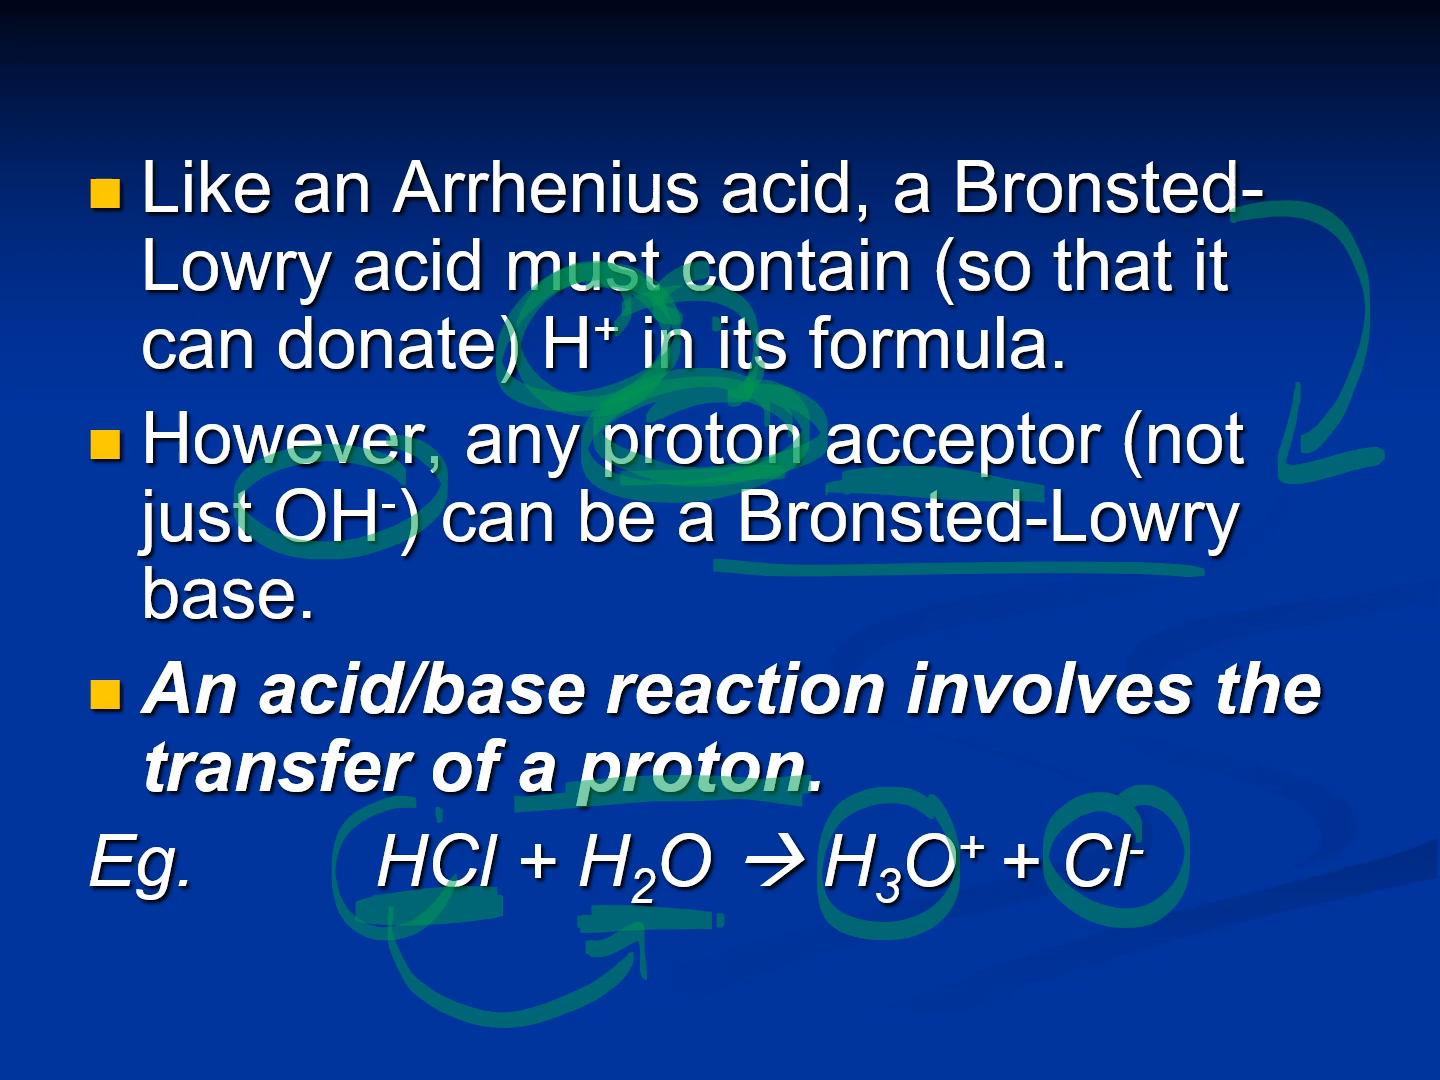 Like an Arrhenius acid, a Bronsted-
Lowry acid must contain (so that it
can donate) H⁺ in its formula.
However, any proton acceptor (not
just OH⁻) can be a Bronsted-Lowry
base.
An acid/base reaction involves the
transfer of a proton.
Eg. HCl + H₂O → H₃O⁺ + Cl⁻